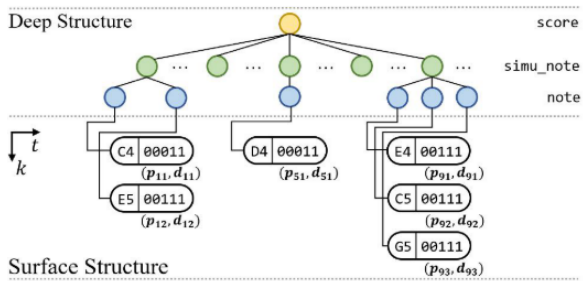 Deep Structure
score
... ... ... ... ...
simu_note
note
t
k
C4 00011
D4 00011
E4 00111
(p₁₁, d₁₁)
(p₅₁, d₅₁)
(p₉₁, d₉₁)
E5 00011
C5 00111
(p₁₂, d₁₂)
(p₉₂, d₉₂)
G5 00111
(p₉₃, d₉₃)
Surface Structure